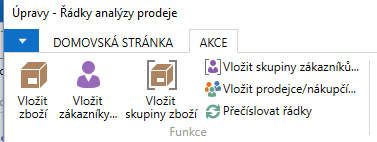 Úpravy - Řádky analýzy prodeje
DOMOVSKÁ STRÁNKA
AKCE
Vložit zboží
Vložit zákazníky...
Vložit skupiny zboží
Vložit skupiny zákazníků...
Vložit prodejce/nákupčí...
Přečíslovat řádky
Funkce